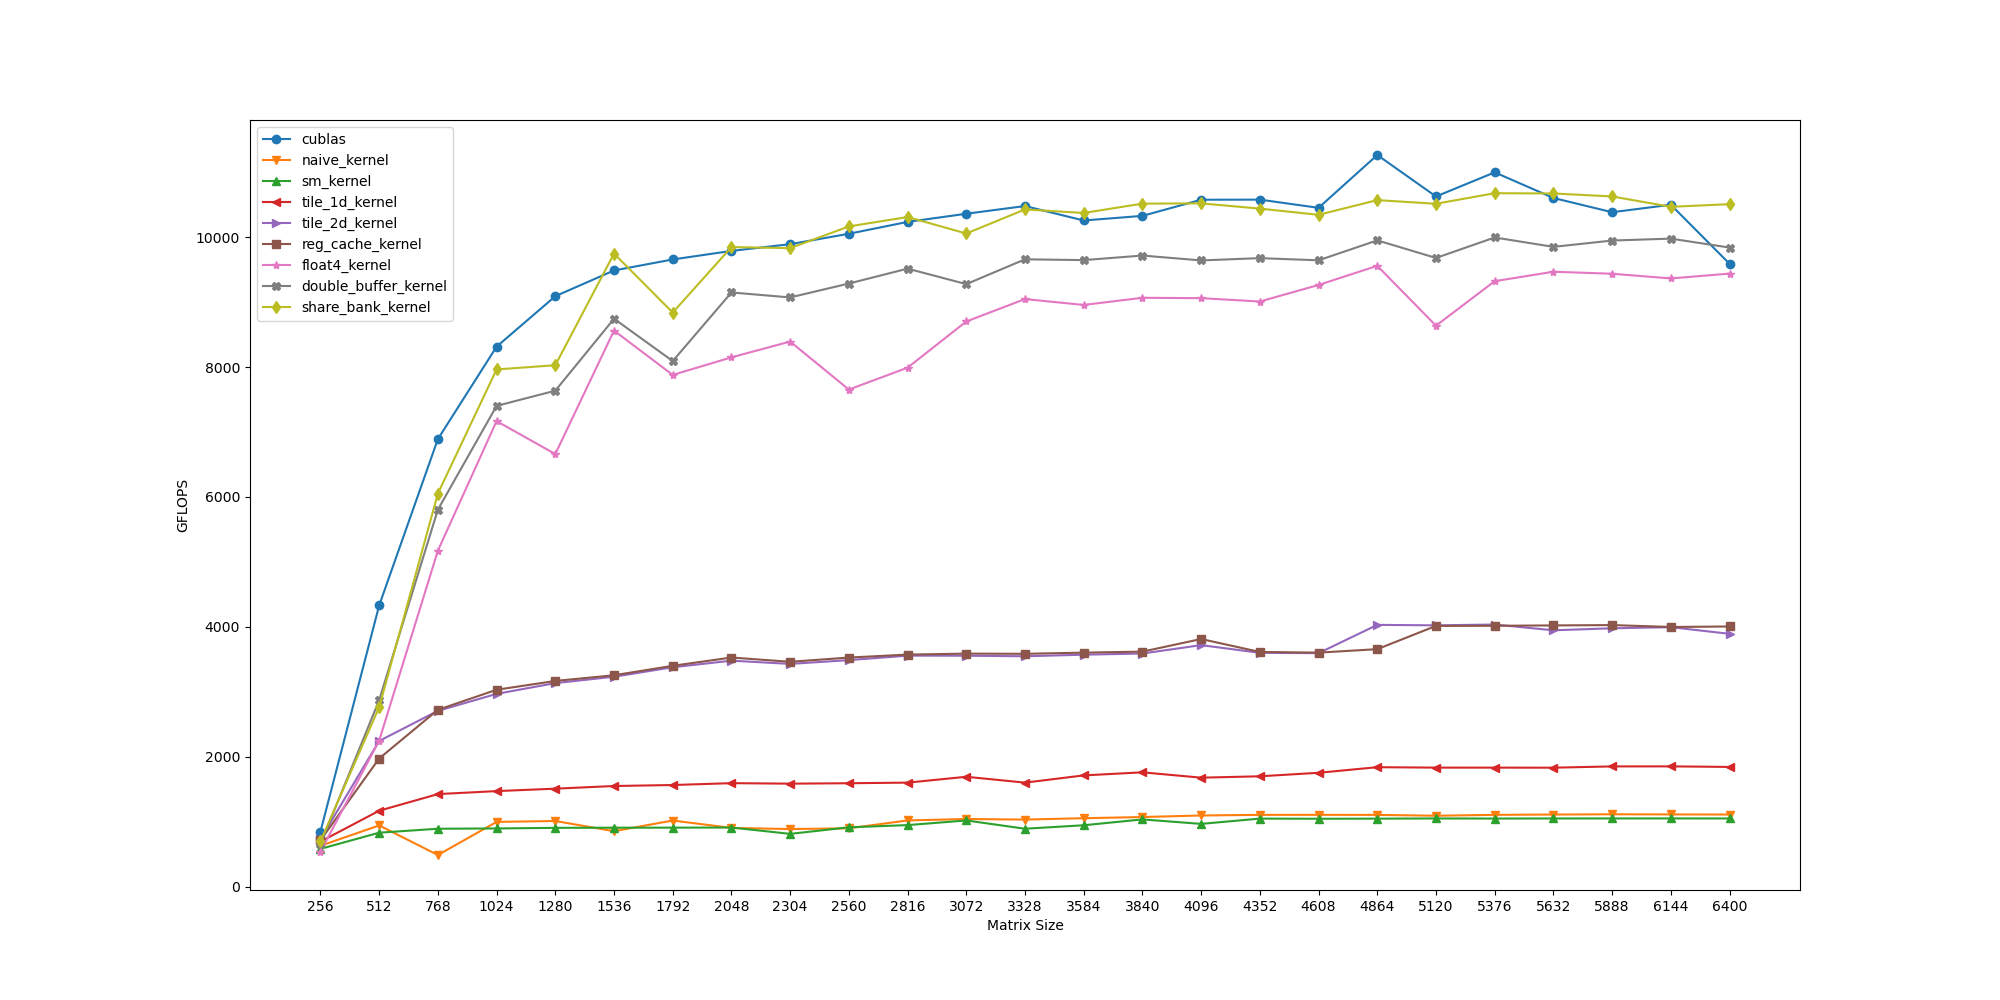 cublas
naive_kernel
sm_kernel
tile_1d_kernel
tile_2d_kernel
reg_cache_kernel
float4_kernel
double_buffer_kernel
share_bank_kernel
GFLOPS
10000
8000
6000
4000
2000
0
256 512 768 1024 1280 1536 1792 2048 2304 2560 2816 3072 3328 3584 3840 4096 4352 4608 4864 5120 5376 5632 5888 6144 6400
Matrix Size